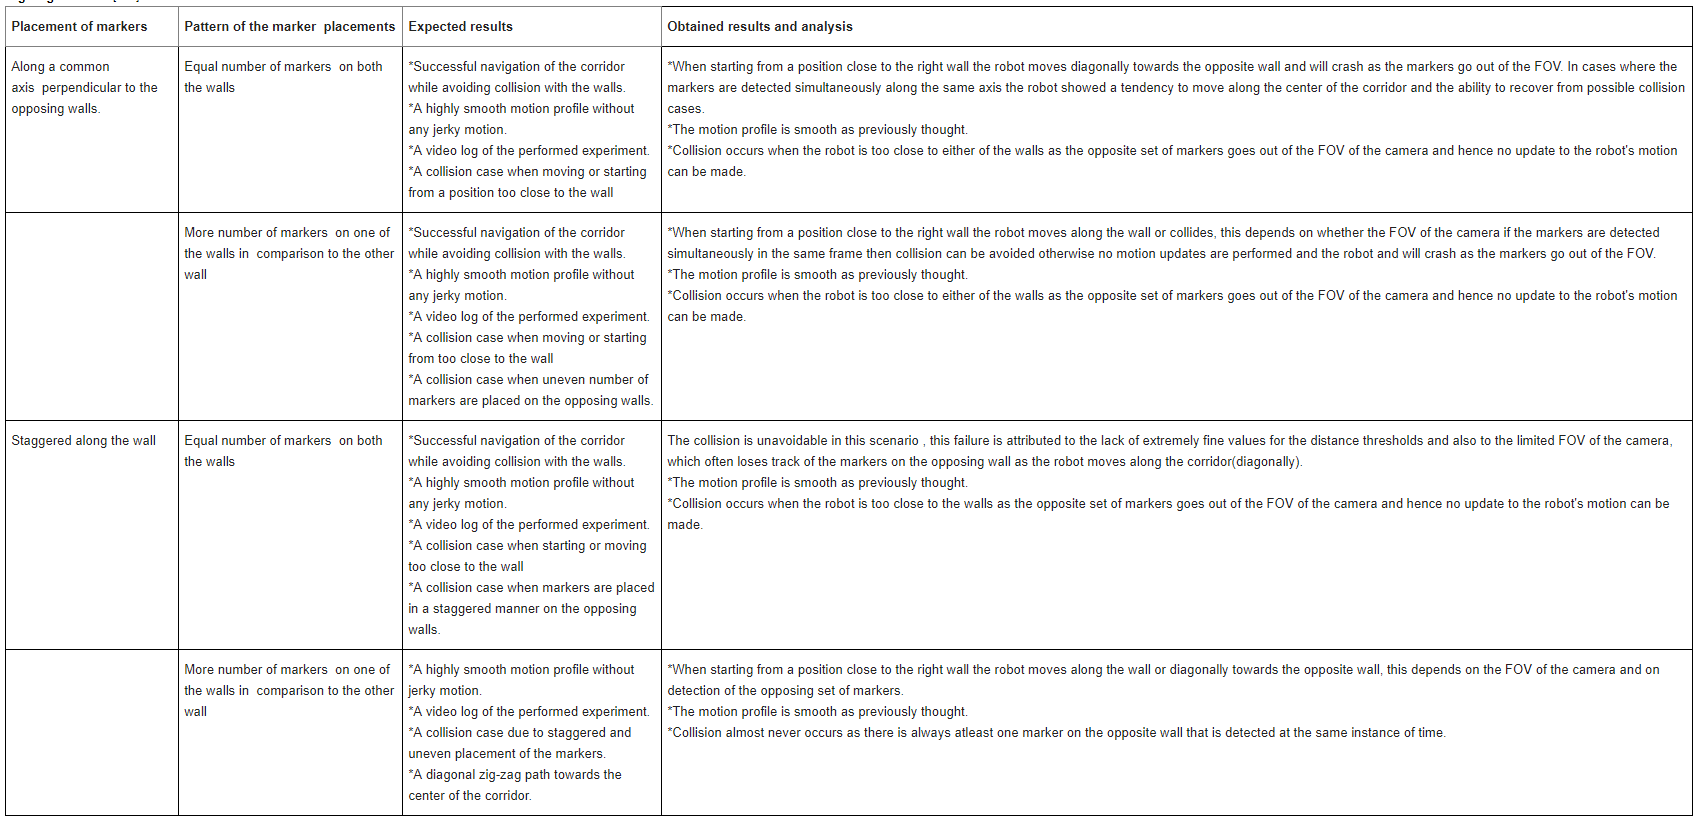 Placement of markers
Pattern of the marker  placements
Expected results
Obtained results and analysis
Along a common
axis  perpendicular to the
opposing walls.
Equal number of markers  on both
the walls
*Successful navigation of the corridor
while avoiding collision with the walls.
*A highly smooth motion profile without
any jerky motion.
*A video log of the performed experiment.
*A collision case when moving or starting
from a position too close to the wall
*When starting from a position close to the right wall the robot moves diagonally towards the opposite wall and will crash as the markers go out of the FOV. In cases where the
markers are detected simultaneously along the same axis the robot showed a tendency to move along the center of the corridor and the ability to recover from possible collision
cases.
*The motion profile is smooth as previously thought.
*Collision occurs when the robot is too close to either of the walls as the opposite set of markers goes out of the FOV of the camera and hence no update to the robot's motion
can be made.
More number of markers  on one of
the walls in  comparison to the other
wall
*Successful navigation of the corridor
while avoiding collision with the walls.
*A highly smooth motion profile without
any jerky motion.
*A video log of the performed experiment.
*A collision case when moving or starting
from too close to the wall
*A collision case when uneven number of
markers are placed on the opposing walls.
*When starting from a position close to the right wall the robot moves along the wall or collides, this depends on whether the FOV of the camera if the markers are detected
simultaneously in the same frame then collision can be avoided otherwise no motion updates are performed and the robot and will crash as the markers go out of the FOV.
*The motion profile is smooth as previously thought.
*Collision occurs when the robot is too close to either of the walls as the opposite set of markers goes out of the FOV of the camera and hence no update to the robot's motion
can be made.
Staggered along the wall
Equal number of markers  on both
the walls
*Successful navigation of the corridor
while avoiding collision with the walls.
*A highly smooth motion profile without
any jerky motion.
*A video log of the performed experiment.
*A collision case when starting or moving
too close to the wall
*A collision case when markers are placed
in a staggered manner on the opposing
walls.
The collision is unavoidable in this scenario , this failure is attributed to the lack of extremely fine values for the distance thresholds and also to the limited FOV of the camera,
which often loses track of the markers on the opposing wall as the robot moves along the corridor(diagonally).
*The motion profile is smooth as previously thought.
*Collision occurs when the robot is too close to the walls as the opposite set of markers goes out of the FOV of the camera and hence no update to the robot's motion can be
made.
More number of markers  on one of
the walls in  comparison to the other
wall
*A highly smooth motion profile without
jerky motion.
*A video log of the performed experiment.
*A collision case due to staggered and
uneven placement of the markers.
*A diagonal zig-zag path towards the
center of the corridor.
*When starting from a position close to the right wall the robot moves along the wall or diagonally towards the opposite wall, this depends on the FOV of the camera and on
detection of the opposing set of markers.
*The motion profile is smooth as previously thought.
*Collision almost never occurs as there is always atleast one marker on the opposite wall that is detected at the same instance of time.